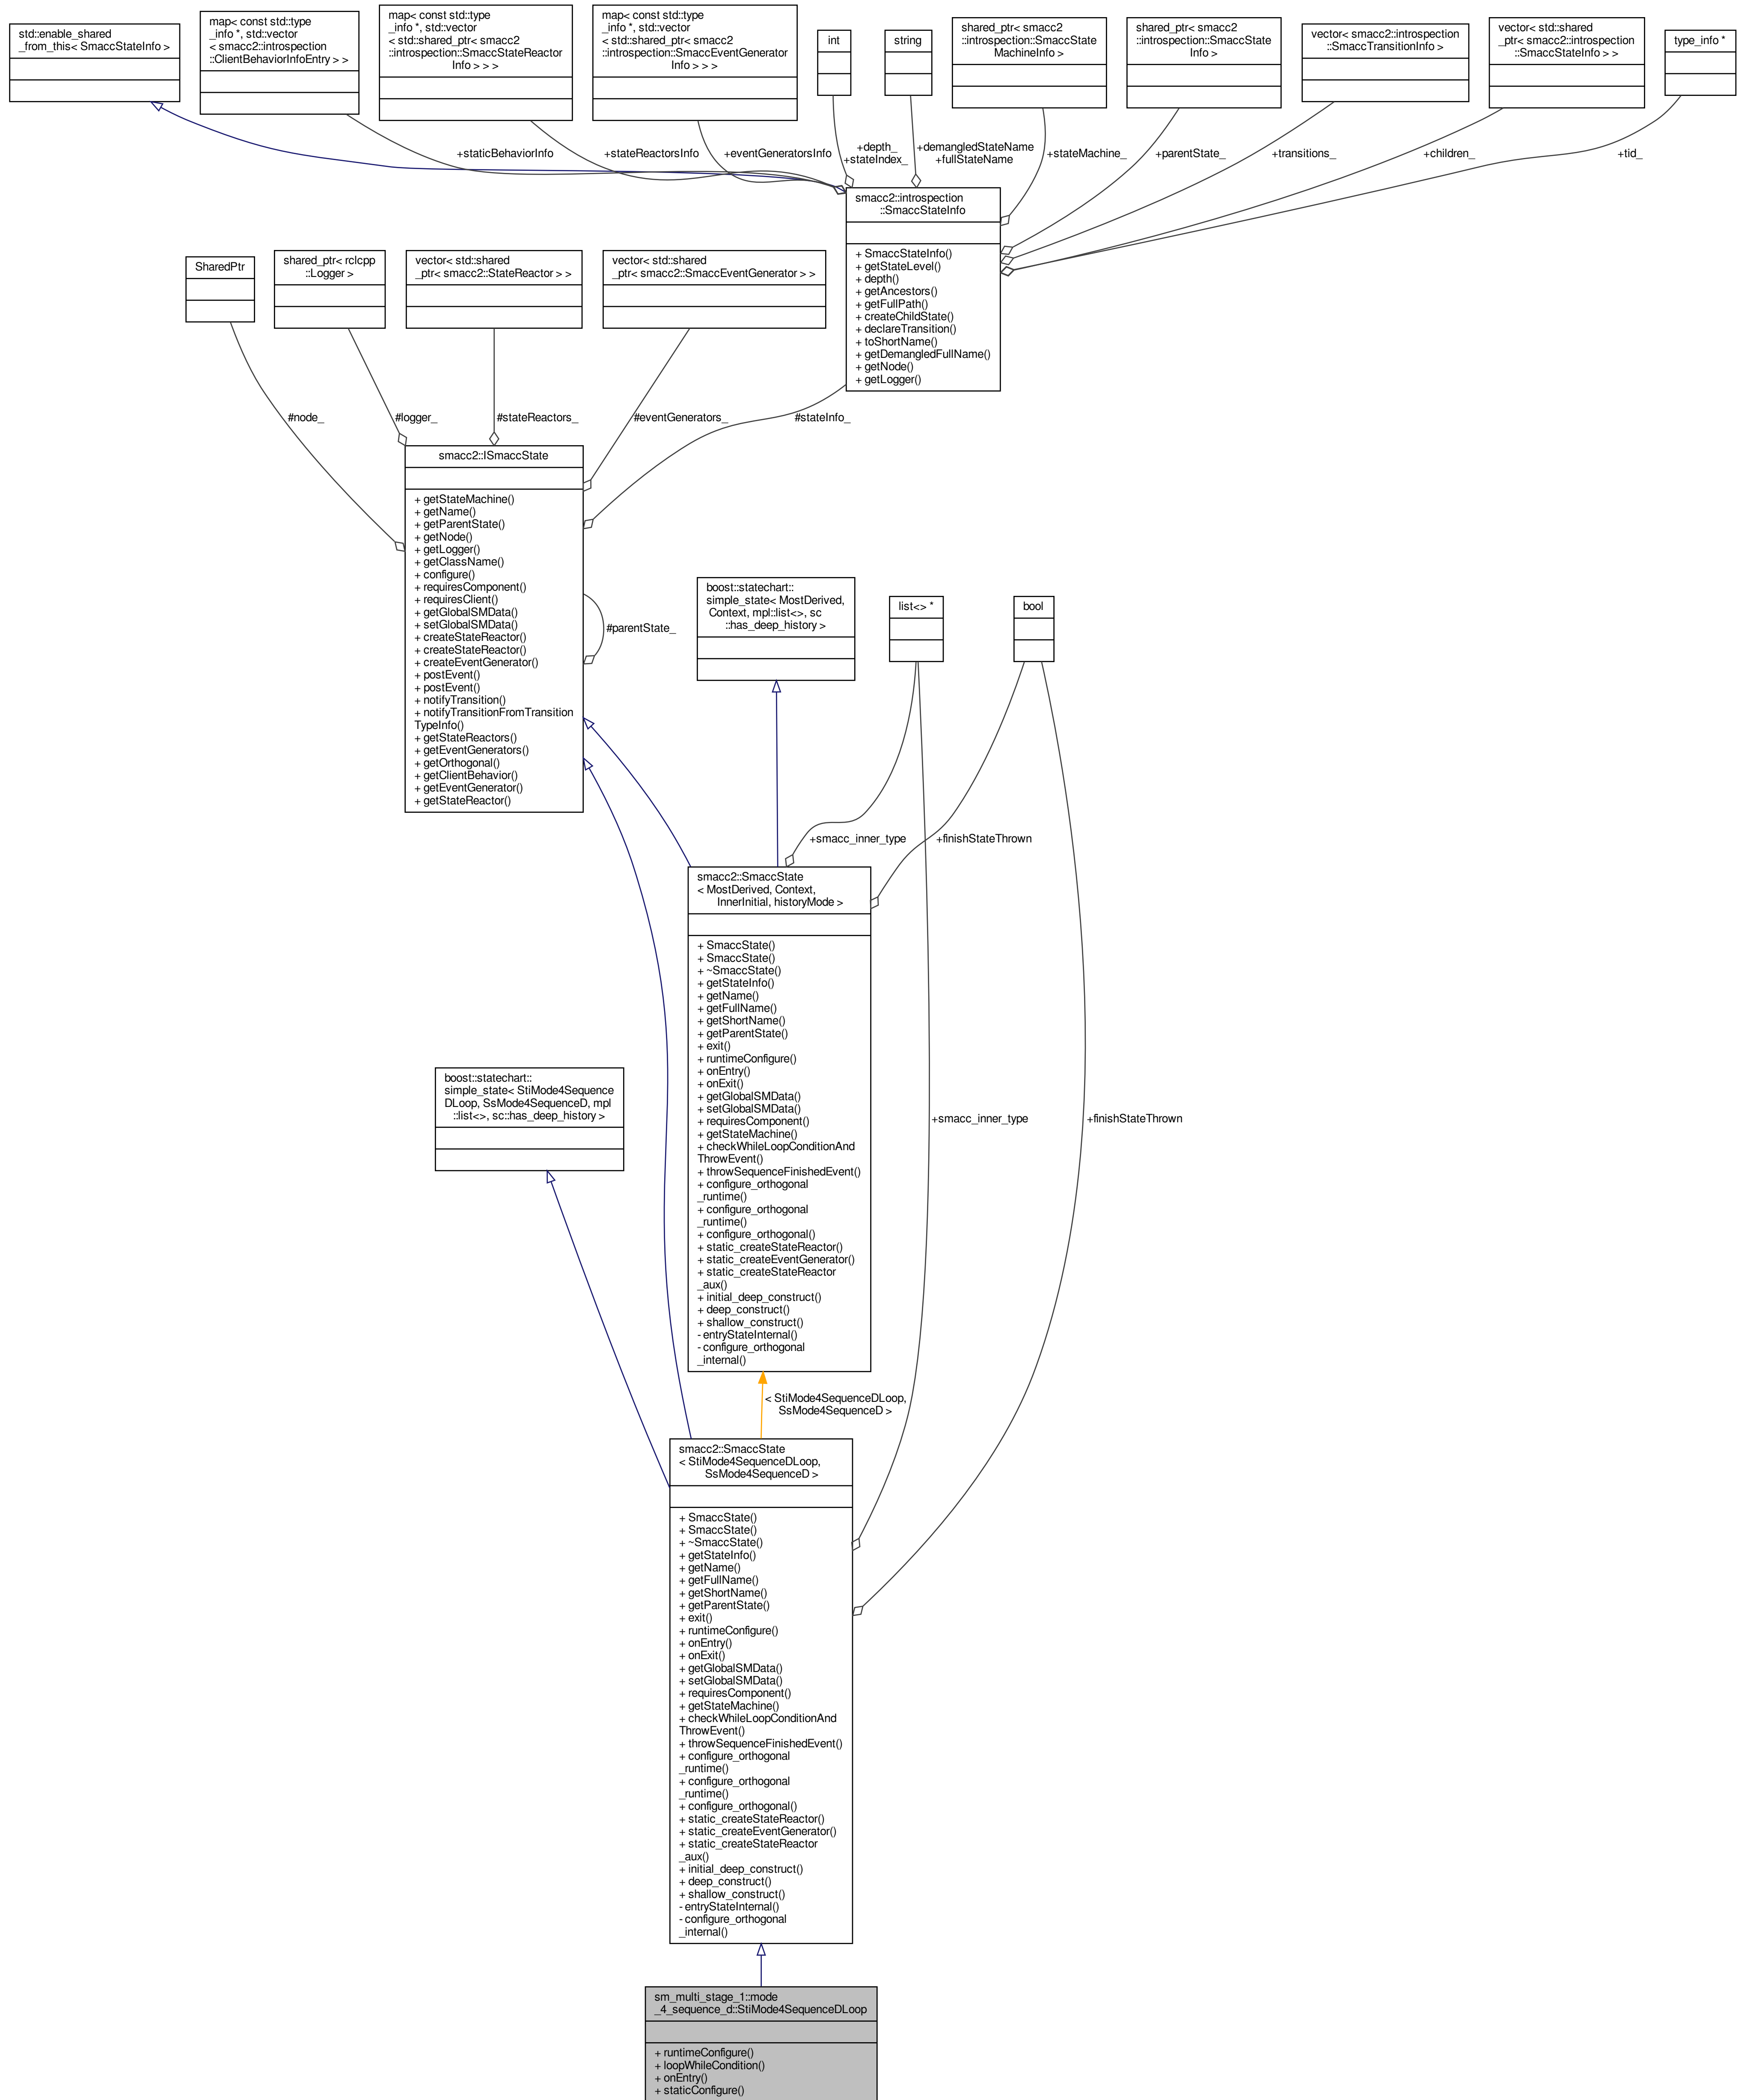 std::enable_shared
_from_this< SmaccStateInfo >
map< const std::type
_info *, std::vector
< smacc2::introspection
::ClientBehaviorInfoEntry > >
map< const std::type
_info *, std::vector
< std::shared_ptr< smacc2
::introspection::SmaccStateReactor
Info > > >
map< const std::type
_info *, std::vector
< std::shared_ptr< smacc2
::introspection::SmaccEventGenerator
Info > > >
int
string
shared_ptr< smacc2
::introspection::SmaccState
MachineInfo >
shared_ptr< smacc2
::introspection::SmaccState
Info >
vector< smacc2::introspection
::SmaccTransitionInfo >
vector< std::shared
_ptr< smacc2::introspection
::SmaccStateInfo > >
type_info *
+staticBehaviorInfo
+stateReactorsInfo
+eventGeneratorsInfo
+depth_
+stateIndex_
+demangledStateName
+fullStateName
+stateMachine_
+parentState_
+transitions_
+children_
+tid_
smacc2::introspection
::SmaccStateInfo
+ SmaccStateInfo()
+ getStateLevel()
+ depth()
+ getAncestors()
+ getFullPath()
+ createChildState()
+ declareTransition()
+ toShortName()
+ getDemangledFullName()
+ getNode()
+ getLogger()
SharedPtr
shared_ptr< rclcpp
::Logger >
vector< std::shared
_ptr< smacc2::StateReactor > >
vector< std::shared
_ptr< smacc2::SmaccEventGenerator > >
#node_
#logger_
#stateReactors_
#eventGenerators_
#stateInfo_
smacc2::ISmaccState
+ getStateMachine()
+ getName()
+ getParentState()
+ getNode()
+ getLogger()
+ getClassName()
+ configure()
+ requiresComponent()
+ requiresClient()
+ getGlobalSMData()
+ setGlobalSMData()
+ createStateReactor()
+ createStateReactor()
+ createEventGenerator()
+ postEvent()
+ postEvent()
+ notifyTransition()
+ notifyTransitionFromTransition
TypeInfo()
+ getStateReactors()
+ getEventGenerators()
+ getOrthogonal()
+ getClientBehavior()
+ getEventGenerator()
+ getStateReactor()
#parentState_
boost::statechart::
simple_state< MostDerived,
Context, mpl::list<>, sc
::has_deep_history >
list<> *
bool
+smacc_inner_type
+finishStateThrown
smacc2::SmaccState
< MostDerived, Context,
InnerInitial, historyMode >
+ SmaccState()
+ SmaccState()
+ ~SmaccState()
+ getStateInfo()
+ getName()
+ getFullName()
+ getShortName()
+ getParentState()
+ exit()
+ runtimeConfigure()
+ onEntry()
+ onExit()
+ getGlobalSMData()
+ setGlobalSMData()
+ requiresComponent()
+ getStateMachine()
+ checkWhileLoopConditionAnd
ThrowEvent()
+ throwSequenceFinishedEvent()
+ configure_orthogonal
_runtime()
+ configure_orthogonal
_runtime()
+ configure_orthogonal()
+ static_createStateReactor()
+ static_createEventGenerator()
+ static_createStateReactor
_aux()
+ initial_deep_construct()
+ deep_construct()
+ shallow_construct()
- entryStateInternal()
- configure_orthogonal
_internal()
boost::statechart::
simple_state< StiMode4Sequence
DLoop, SsMode4SequenceD, mpl
::list<>, sc::has_deep_history >
+smacc_inner_type
+finishStateThrown
< StiMode4SequenceDLoop,
SsMode4SequenceD >
smacc2::SmaccState
< StiMode4SequenceDLoop,
SsMode4SequenceD >
+ SmaccState()
+ SmaccState()
+ ~SmaccState()
+ getStateInfo()
+ getName()
+ getFullName()
+ getShortName()
+ getParentState()
+ exit()
+ runtimeConfigure()
+ onEntry()
+ onExit()
+ getGlobalSMData()
+ setGlobalSMData()
+ requiresComponent()
+ getStateMachine()
+ checkWhileLoopConditionAnd
ThrowEvent()
+ throwSequenceFinishedEvent()
+ configure_orthogonal
_runtime()
+ configure_orthogonal
_runtime()
+ configure_orthogonal()
+ static_createStateReactor()
+ static_createEventGenerator()
+ static_createStateReactor
_aux()
+ initial_deep_construct()
+ deep_construct()
+ shallow_construct()
- entryStateInternal()
- configure_orthogonal
_internal()
sm_multi_stage_1::mode
_4_sequence_d::StiMode4SequenceDLoop
+ runtimeConfigure()
+ loopWhileCondition()
+ onEntry()
+ staticConfigure()